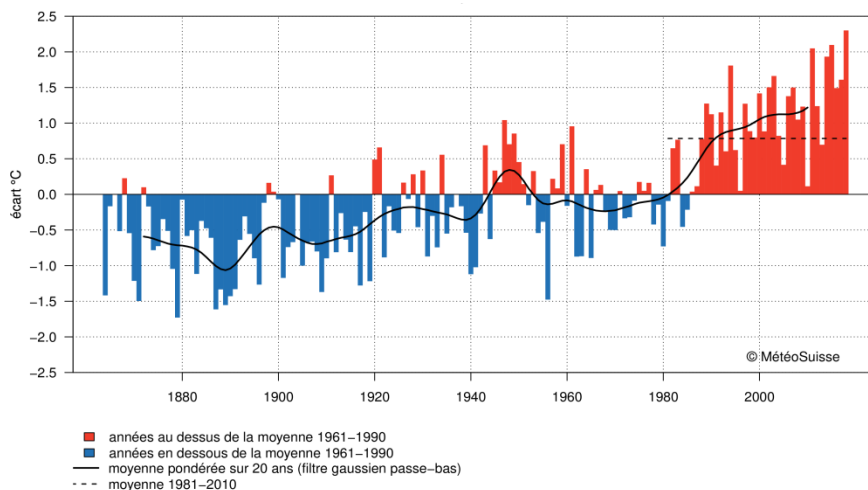 2.5
2.0
1.5
1.0
0.5
0.0
−0.5
−1.0
−1.5
−2.0
−2.5
écart °C
© MétéoSuisse
1880 1900 1920 1940 1960 1980 2000
années au dessus de la moyenne 1961−1990
années en dessous de la moyenne 1961−1990
moyenne pondérée sur 20 ans (filtre gaussien passe−bas)
moyenne 1981−2010